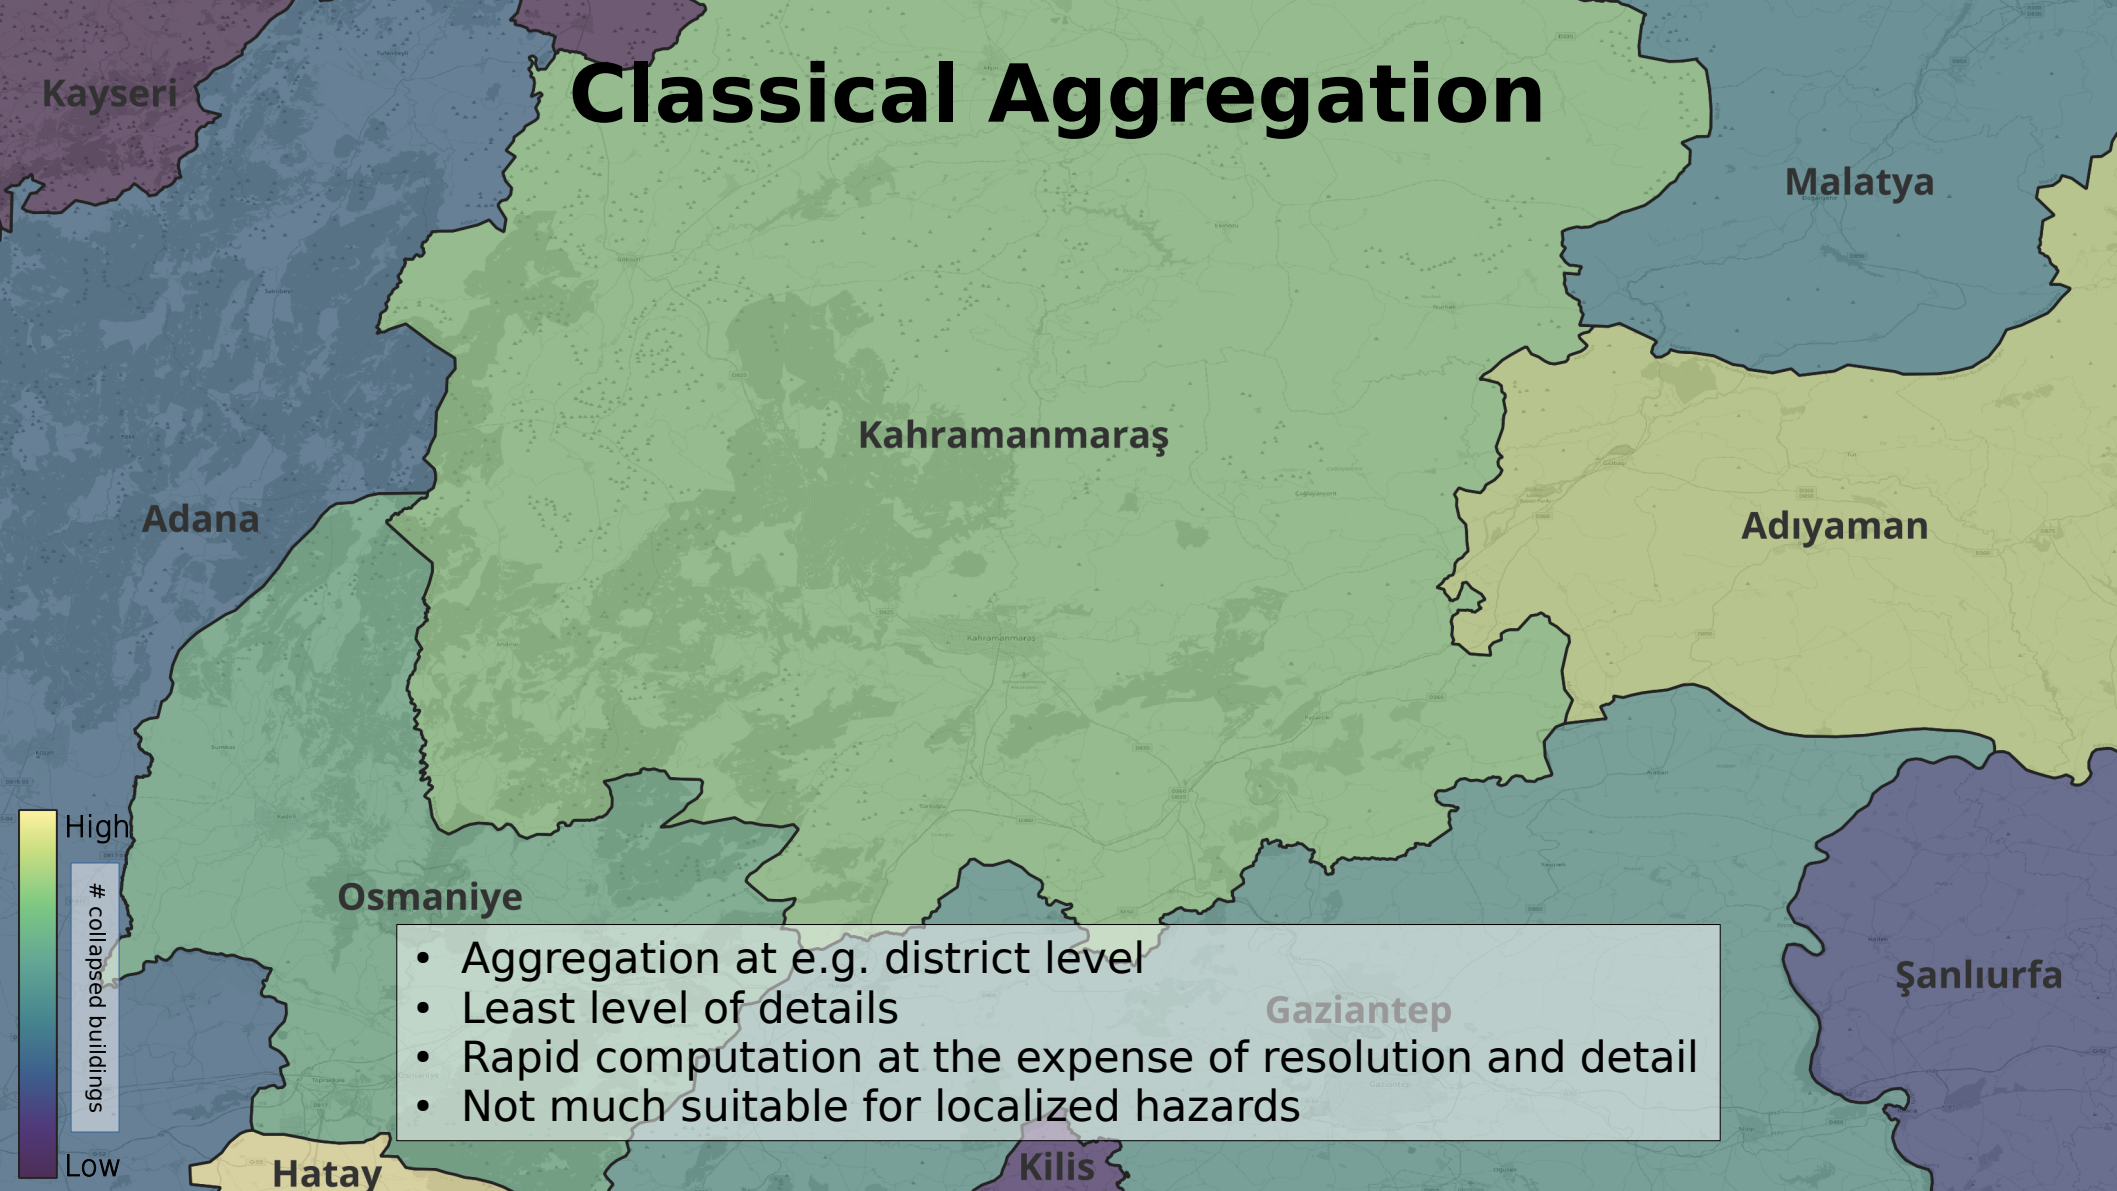 Classical Aggregation
Kayseri
Malatya
Kahramanmaraş
Adana
Adıyaman
Kahramanmaraş
High
# collapsed buildings
Low
Osmaniye
Şanlıurfa
Gaziantep
• Aggregation at e.g. district level
• Least level of details
• Rapid computation at the expense of resolution and detail
• Not much suitable for localized hazards
Hatay
Kilis